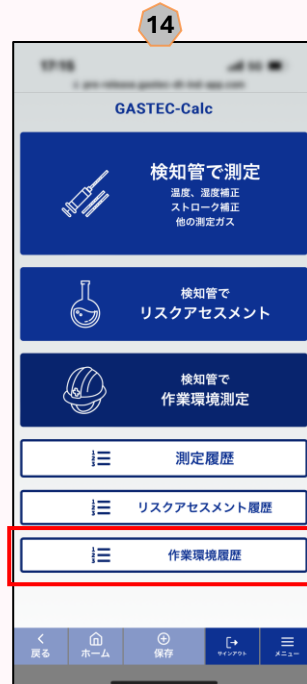 14
17:15
GASTEC-Calc
検知管で測定
温度、湿度補正
ストローク補正
他の測定ガス
検知管で
リスクアセスメント
検知管で
作業環境測定
測定履歴
リスクアセスメント履歴
作業環境履歴
戻る
ホーム
保存
サインアウト
メニュー